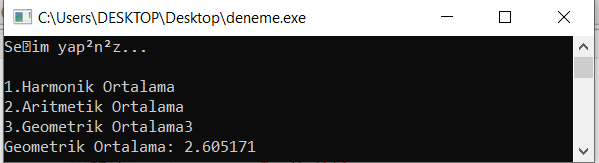 C:\Users\DESKTOP\Desktop\deneme.exe
Se�im yap²n²z...
1.Harmonik Ortalama
2.Aritmetik Ortalama
3.Geometrik Ortalama3
Geometrik Ortalama: 2.605171